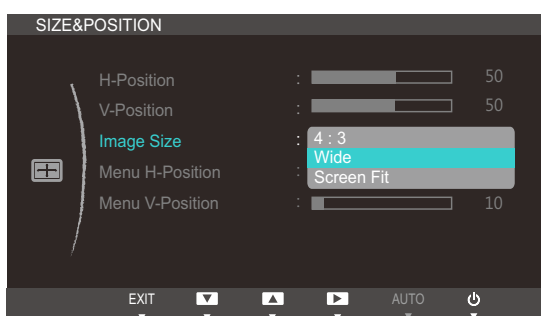 SIZE&POSITION
H-Position : 50
V-Position : 50
Image Size : 4 : 3
Wide
Screen Fit
Menu H-Position :
Menu V-Position : 10
EXIT AUTO